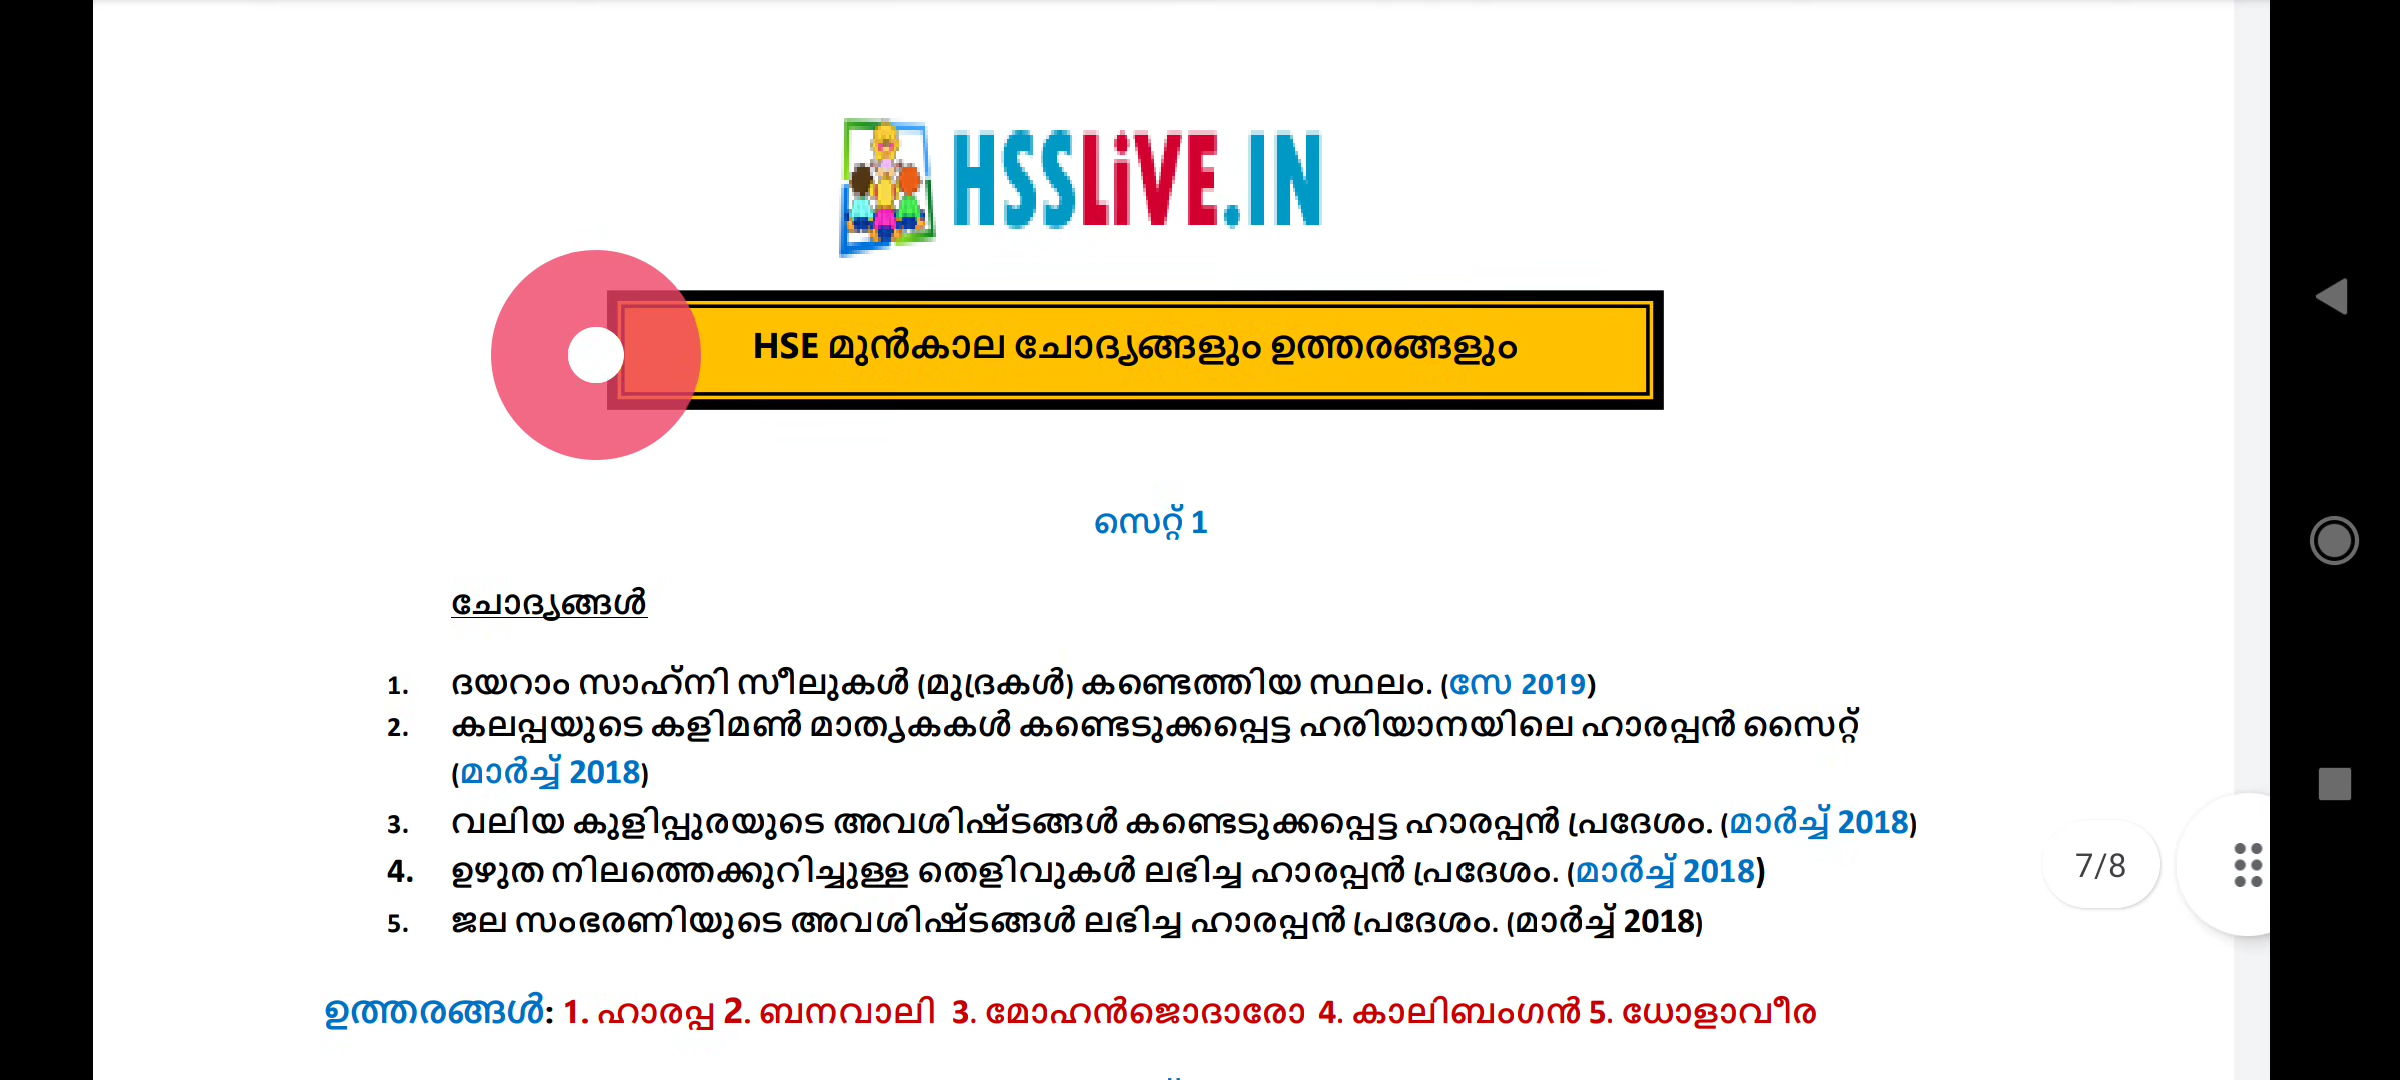 HSSLiVE.IN
HSE മുൻകാല ചോദ്യങ്ങളും ഉത്തരങ്ങളും
സെറ്റ് 1
ചോദ്യങ്ങൾ
1. ദയറാം സാഹ്നി സീലുകൾ (മുദ്രകൾ) കണ്ടെത്തിയ സ്ഥലം. (സേ 2019)
2. കലപ്പയുടെ കളിമൺ മാതൃകകൾ കണ്ടെടുക്കപ്പെട്ട ഹരിയാനയിലെ ഹാരപ്പൻ സൈറ്റ്
(മാർച്ച് 2018)
3. വലിയ കുളിപ്പുരയുടെ അവശിഷ്ടങ്ങൾ കണ്ടെടുക്കപ്പെട്ട ഹാരപ്പൻ പ്രദേശം. (മാർച്ച് 2018)
4. ഉഴുത നിലത്തെക്കുറിച്ചുള്ള തെളിവുകൾ ലഭിച്ച ഹാരപ്പൻ പ്രദേശം. (മാർച്ച് 2018)
7/8
5. ജല സംഭരണിയുടെ അവശിഷ്ടങ്ങൾ ലഭിച്ച ഹാരപ്പൻ പ്രദേശം. (മാർച്ച് 2018)
ഉത്തരങ്ങൾ: 1. ഹാരപ്പ 2. ബനവാലി 3. മോഹൻജൊദാരോ 4. കാലിബംഗൻ 5. ധോളാവീര